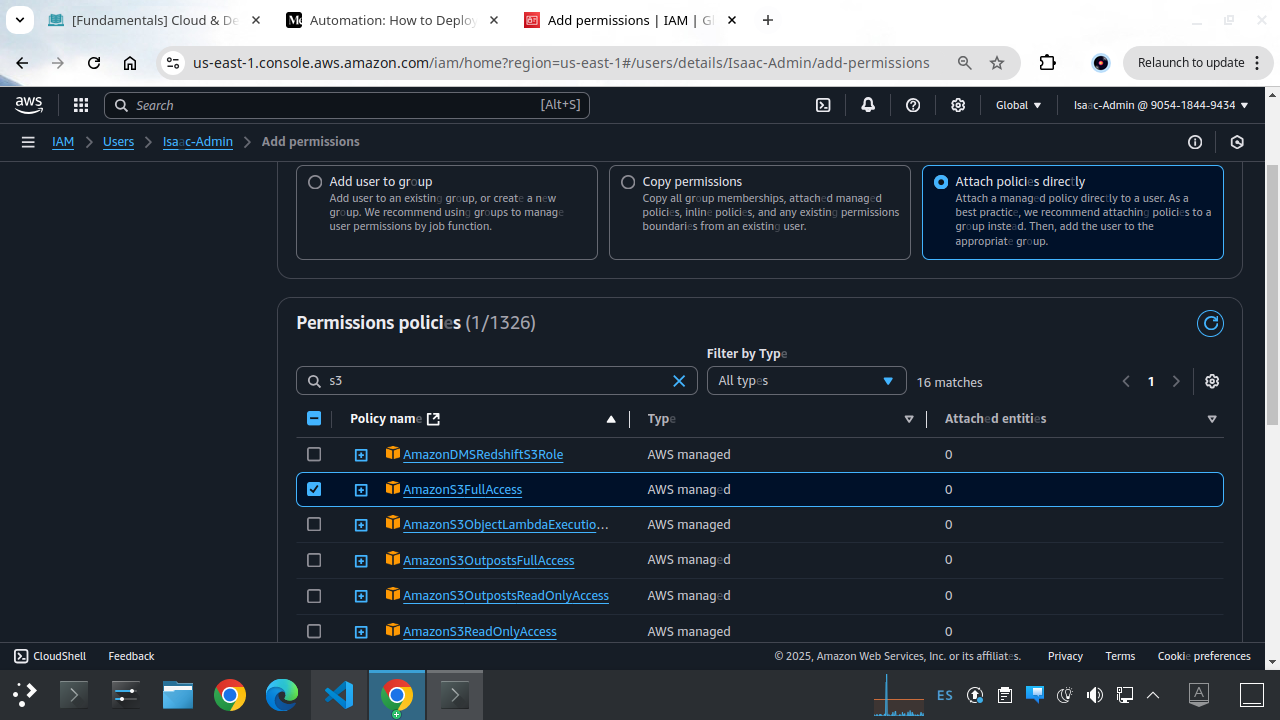 [Fundamentals] Cloud & De
Automation: How to Deploy
Add permissions | IAM | Gl
us-east-1.console.aws.amazon.com/iam/home?region=us-east-1#/users/details/Isaac-Admin/add-permissions
Relaunch to update
aws
Search
[Alt+S]
Global
Isaac-Admin @ 9054-1844-9434
IAM
Users
Isaac-Admin
Add permissions
Add user to group
Add user to an existing group, or create a new
group. We recommend using groups to manage
user permissions by job function.
Copy permissions
Copy all group memberships, attached managed
policies, inline policies, and any existing permissions
boundaries from an existing user.
Attach policies directly
Attach a managed policy directly to a user. As a
best practice, we recommend attaching policies to a
group instead. Then, add the user to the
appropriate group.
Permissions policies (1/1326)
Filter by Type
s3
All types
16 matches
1
Policy name
Type
Attached entities
AmazonDMSRedshiftS3Role
AWS managed
0
AmazonS3FullAccess
AWS managed
0
AmazonS3ObjectLambdaExecutio...
AWS managed
0
AmazonS3OutpostsFullAccess
AWS managed
0
AmazonS3OutpostsReadOnlyAccess
AWS managed
0
AmazonS3ReadOnlyAccess
AWS managed
0
CloudShell
Feedback
© 2025, Amazon Web Services, Inc. or its affiliates.
Privacy
Terms
Cookie preferences
ES